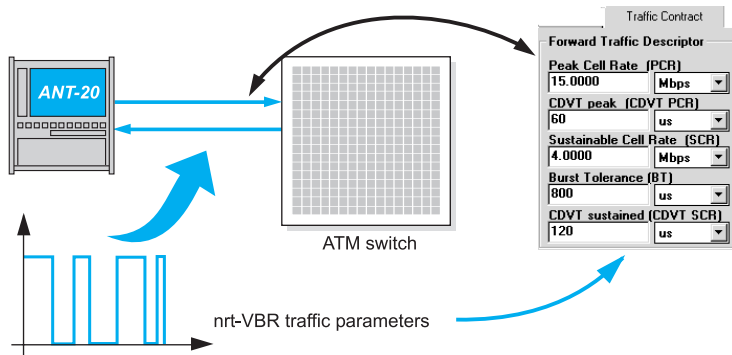 Traffic Contract
Forward Traffic Descriptor
Peak Cell Rate (PCR)
15.0000 Mbps
CDVT peak (CDVT PCR)
60 us
Sustainable Cell Rate (SCR)
4.0000 Mbps
Burst Tolerance (BT)
800 us
CDVT sustained (CDVT SCR)
120 us
ANT-20
ATM switch
nrt-VBR traffic parameters